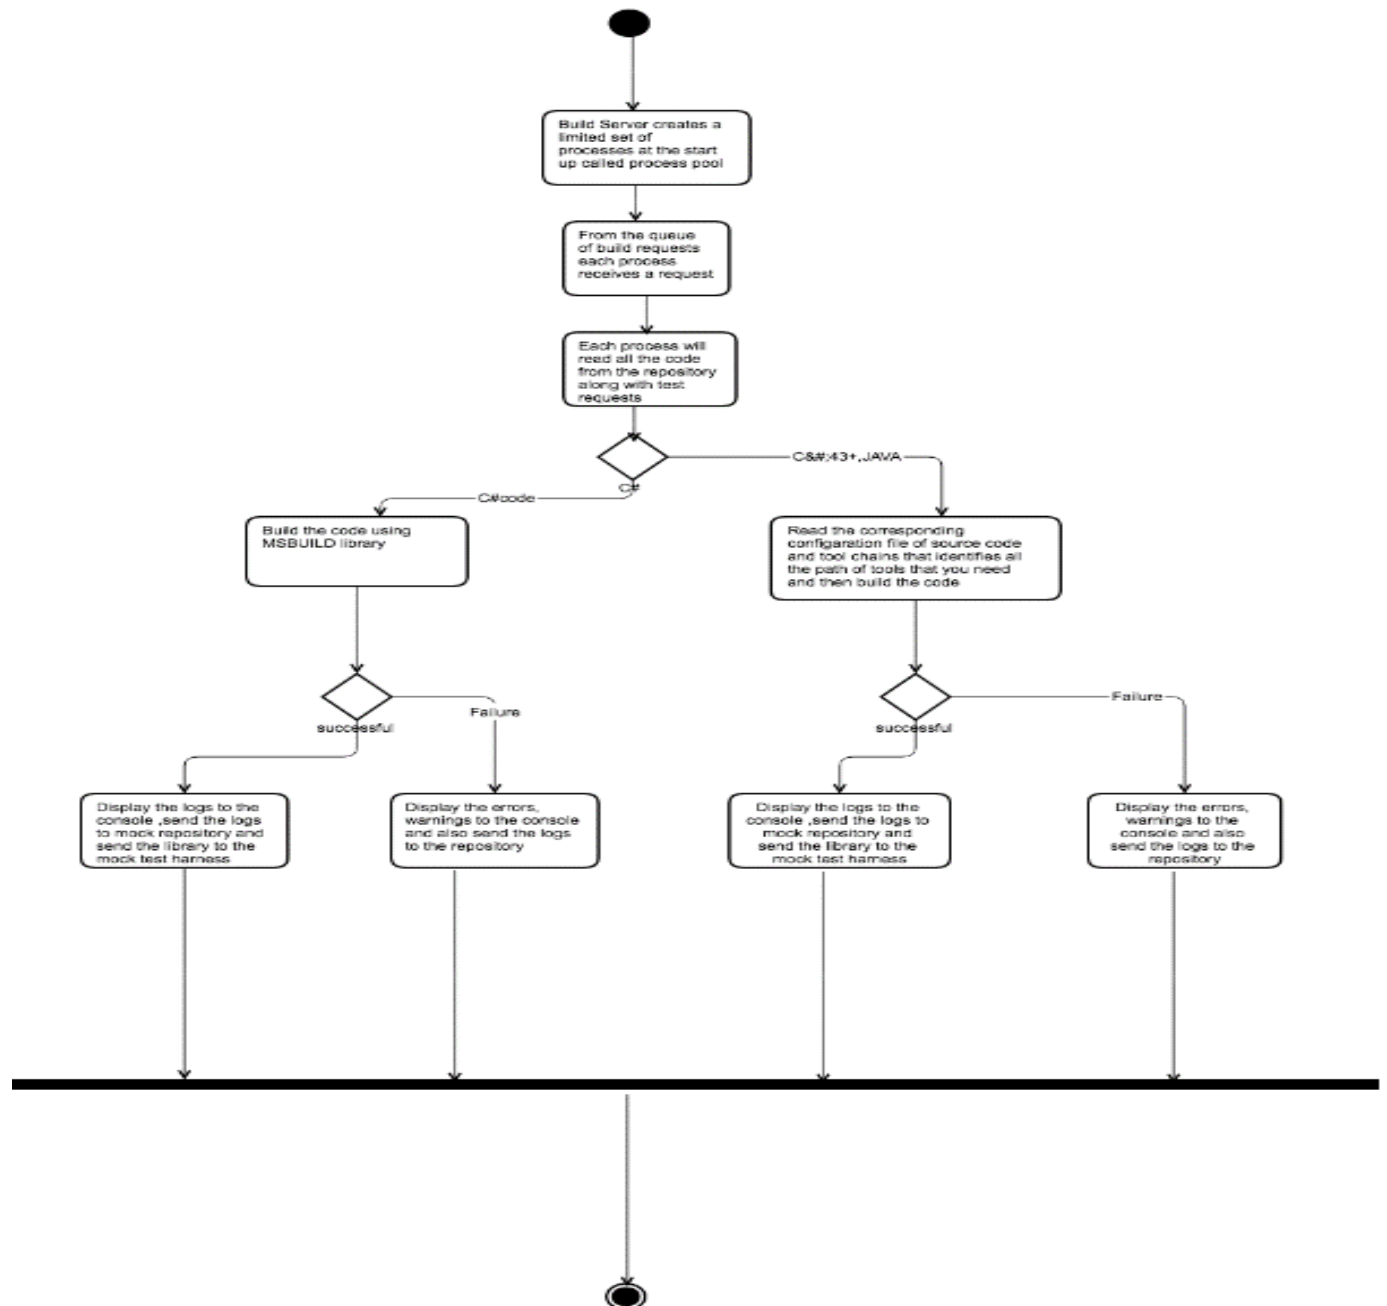 Build Server creates a
limited set of
processes at the start
up called process pool
From the queue
of build requests
each process
receives a request
Each process will
read all the code
from the repository
along with test
requests
C&#;43+,JAVA
C#
C#code
Build the code using
MSBUILD library
Read the corresponding
configaration file of source code
and tool chains that identifies all
the path of tools that you need
and then build the code
Failure
successful
Failure
successful
Display the logs to the
console ,send the logs
to mock repository and
send the library to the
mock test harness
Display the errors,
warnings to the console
and also send the logs
to the repository
Display the logs to the
console ,send the logs to
mock repository and
send the library to the
mock test harness
Display the errors,
warnings to the
console and also
send the logs to the
repository